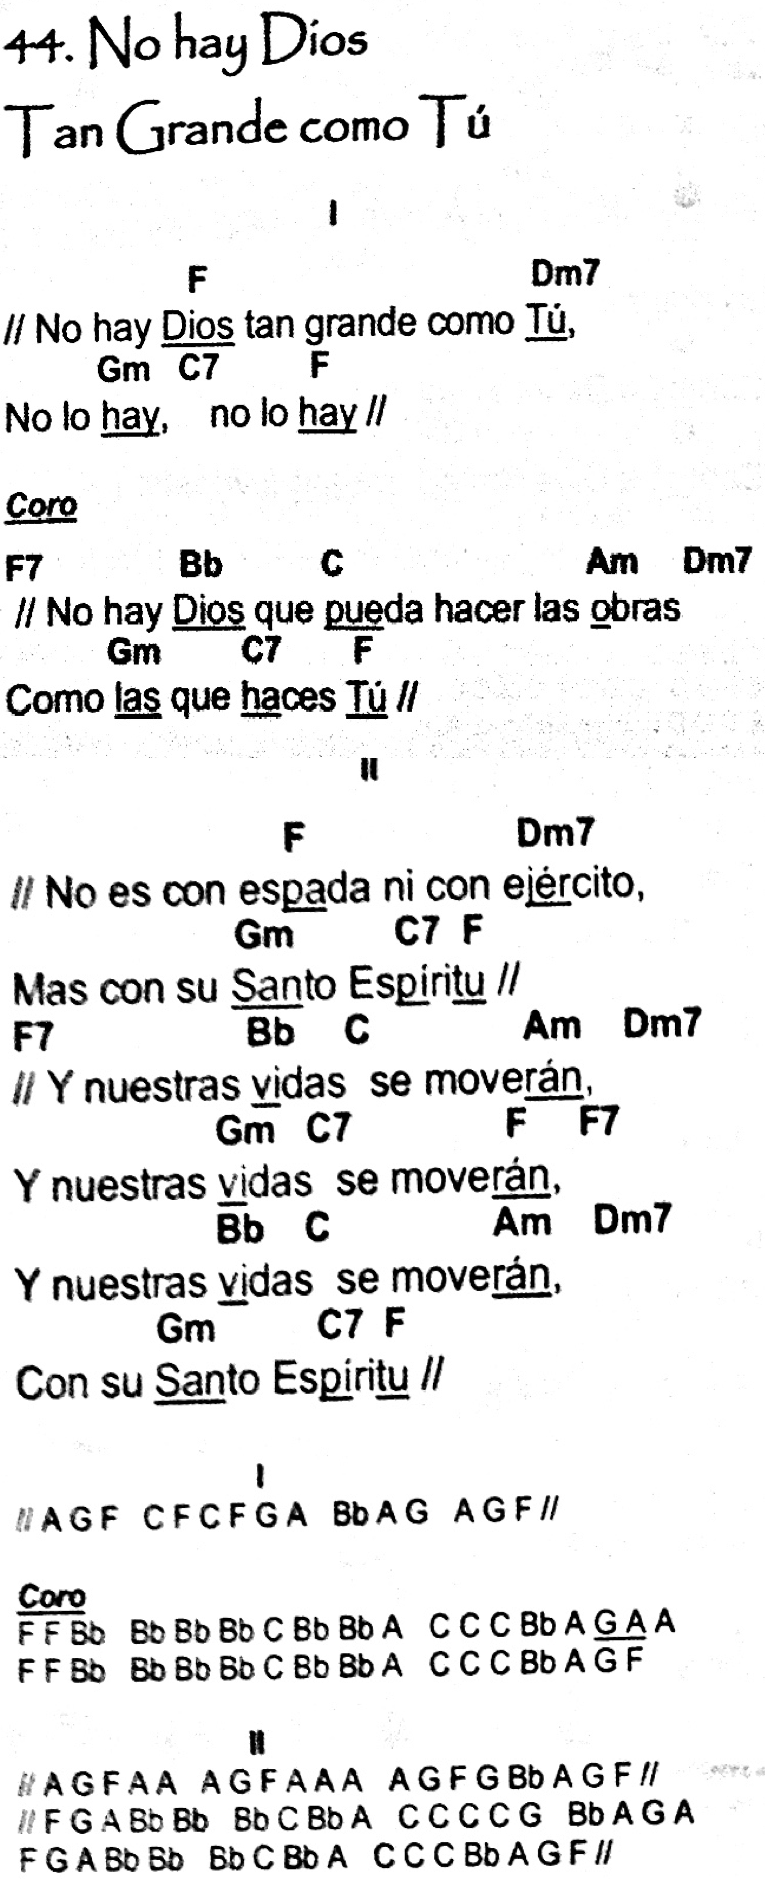 44. No hay Dios
Tan Grande como Tú
I
F Dm7
// No hay Dios tan grande como Tú,
Gm C7 F
No lo hay, no lo hay //
Coro
F7 Bb C Am Dm7
// No hay Dios que pueda hacer las obras
Gm C7 F
Como las que haces Tú //
II
F Dm7
// No es con espada ni con ejército,
Gm C7 F
Mas con su Santo Espíritu //
F7 Bb C Am Dm7
// Y nuestras vidas se moverán,
Gm C7 F F7
Y nuestras vidas se moverán,
Bb C Am Dm7
Y nuestras vidas se moverán,
Gm C7 F
Con su Santo Espíritu //
I
// A G F C F C F G A Bb A G A G F //
Coro
F F Bb Bb Bb Bb C Bb Bb A C C C Bb A G A A
F F Bb Bb Bb Bb C Bb Bb A C C C Bb A G F
II
// A G F A A A G F A A A A G F G Bb A G F //
// F G A Bb Bb Bb C Bb A C C C C G Bb A G A
F G A Bb Bb Bb C Bb A C C C Bb A G F //